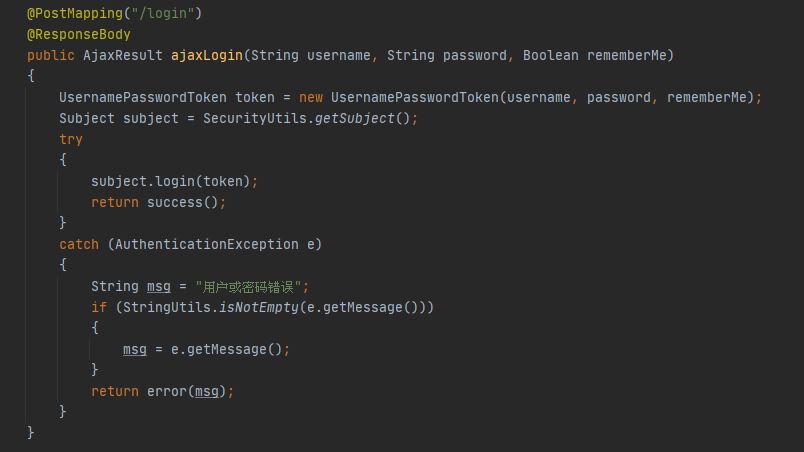 @PostMapping("/login")
@ResponseBody
public AjaxResult ajaxLogin(String username, String password, Boolean rememberMe)
{
UsernamePasswordToken token = new UsernamePasswordToken(username, password, rememberMe);
Subject subject = SecurityUtils.getSubject();
try
{
subject.login(token);
return success();
}
catch (AuthenticationException e)
{
String msg = "用户或密码错误";
if (StringUtils.isNotEmpty(e.getMessage()))
{
msg = e.getMessage();
}
return error(msg);
}
}